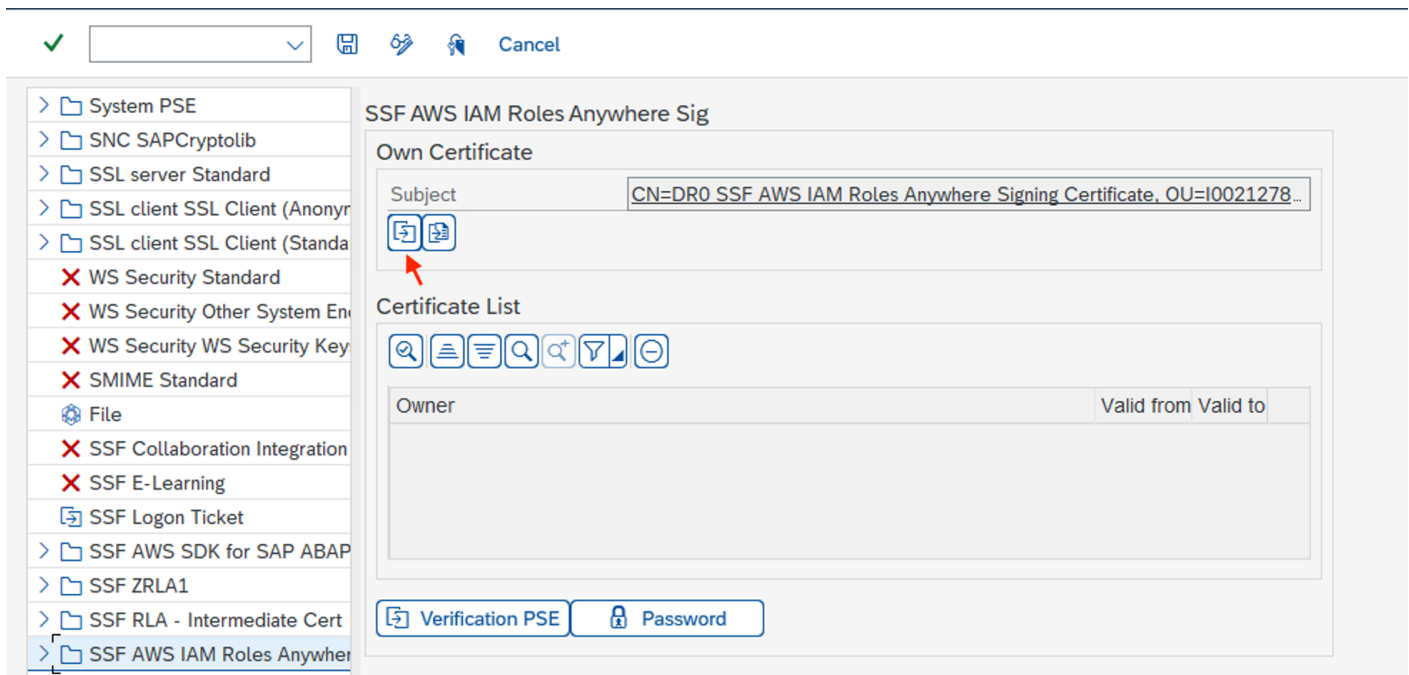 Cancel
System PSE
SNC SAPCryptolib
SSL server Standard
SSL client SSL Client (Anonyr
SSL client SSL Client (Standa
WS Security Standard
WS Security Other System En
WS Security WS Security Key
SMIME Standard
File
SSF Collaboration Integration
SSF E-Learning
SSF Logon Ticket
SSF AWS SDK for SAP ABAP
SSF ZRLA1
SSF RLA - Intermediate Cert
SSF AWS IAM Roles Anywher
SSF AWS IAM Roles Anywhere Sig
Own Certificate
Subject CN=DR0 SSF AWS IAM Roles Anywhere Signing Certificate, OU=I0021278...
Certificate List
Owner Valid from Valid to
Verification PSE Password